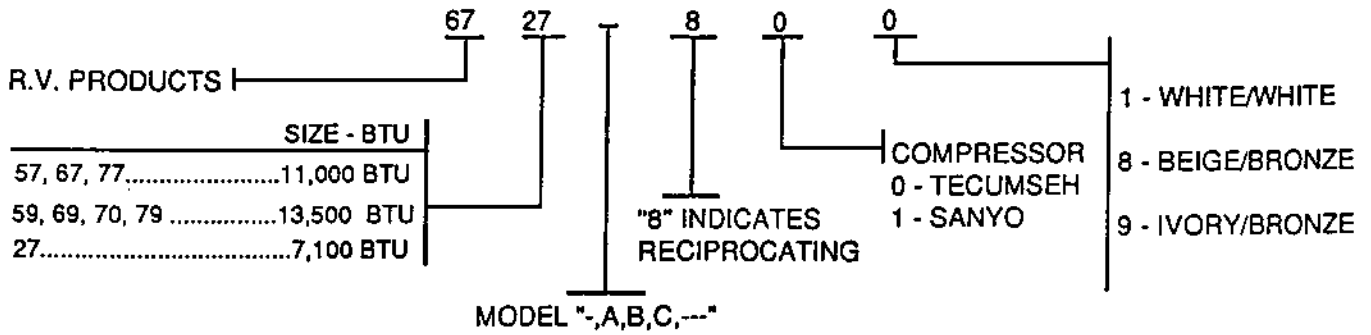 67 27 - 8 0 0
R.V. PRODUCTS
SIZE - BTU
57, 67, 77........................11,000 BTU
59, 69, 70, 79 ................13,500 BTU
27...................................7,100 BTU
MODEL "-,A,B,C,---"
"8" INDICATES
RECIPROCATING
COMPRESSOR
0 - TECUMSEH
1 - SANYO
1 - WHITE/WHITE
8 - BEIGE/BRONZE
9 - IVORY/BRONZE